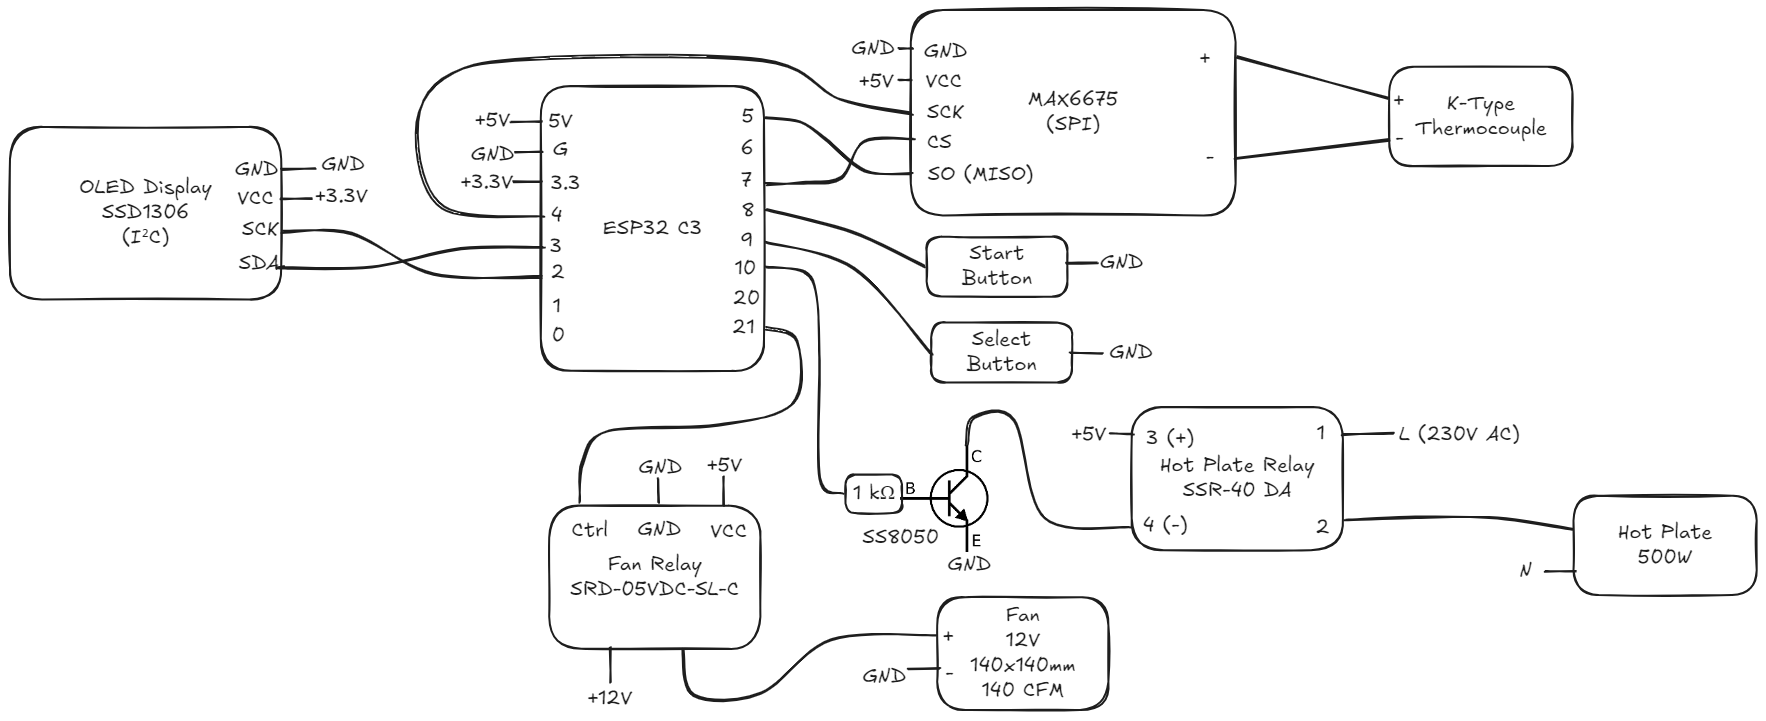 OLED Display
SSD1306
(I²C)
GND
VCC
SCK
SDA
GND
+3.3V
+5V
GND
+3.3V
5V
G
3.3
4
3
2
1
0
ESP32 C3
5
6
7
8
9
10
20
21
GND
+5V
GND
VCC
SCK
CS
SO (MISO)
MAX6675
(SPI)
+
-
+
-
K-Type
Thermocouple
Start
Button
GND
Select
Button
GND
1 kΩ
B
C
E
SS8050
GND
+5V
3 (+)
4 (-)
1
2
Hot Plate Relay
SSR-40 DA
L (230V AC)
N
Hot Plate
500W
GND
+5V
Ctrl
GND
VCC
Fan Relay
SRD-05VDC-SL-C
+12V
GND
+
-
Fan
12V
140x140mm
140 CFM